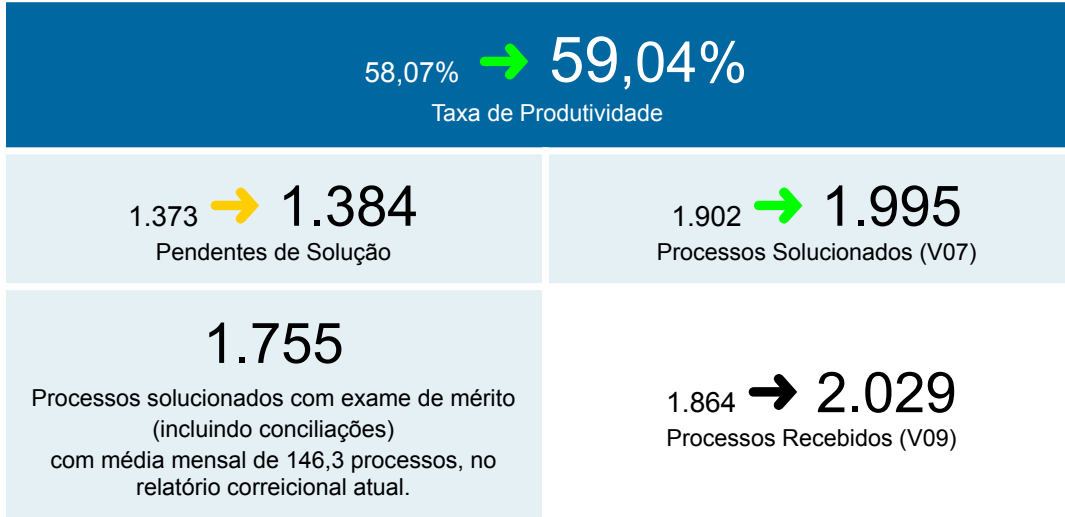 58,07% ➜ 59,04%
Taxa de Produtividade
1.373 ➜ 1.384
Pendentes de Solução
1.902 ➜ 1.995
Processos Solucionados (V07)
1.755
Processos solucionados com exame de mérito
(incluindo conciliações)
com média mensal de 146,3 processos, no
relatório correicional atual.
1.864 ➜ 2.029
Processos Recebidos (V09)